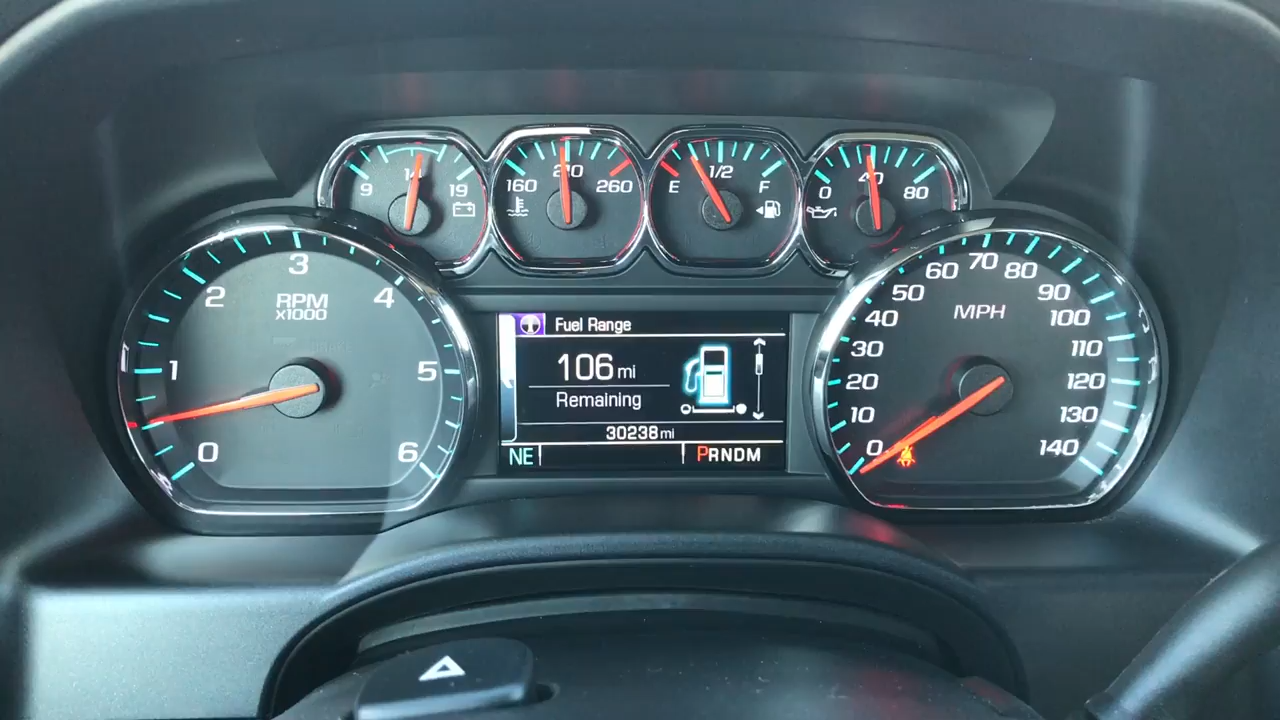 9 14 19
160 210 260
E 1/2 F
0 40 80
0 1 2 3 4 5 6
RPM
x1000
Fuel Range
106 mi
Remaining
30238 mi
NE
PRNDM
0 10 20 30 40 50 60 70 80 90 100 110 120 130 140
MPH